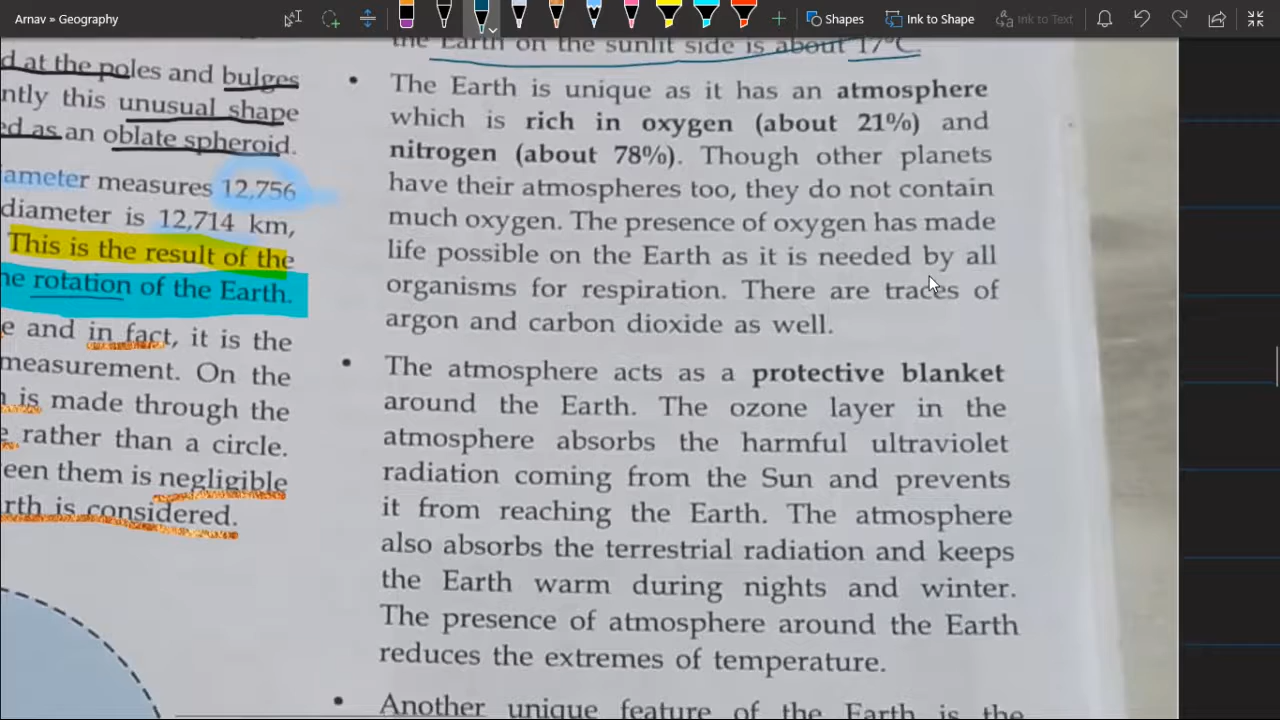 Arnav » Geography
Shapes
Ink to Shape
Ink to Text
d at the poles and bulges
ntly this unusual shape
ed as an oblate spheroid.
ameter measures 12,756
diameter is 12,714 km,
This is the result of the
he rotation of the Earth.
e and in fact, it is the
measurement. On the
is made through the
e rather than a circle.
een them is negligible
rth is considered.
the Earth on the sunlit side is about 17°C.
• The Earth is unique as it has an atmosphere
which is rich in oxygen (about 21%) and
nitrogen (about 78%). Though other planets
have their atmospheres too, they do not contain
much oxygen. The presence of oxygen has made
life possible on the Earth as it is needed by all
organisms for respiration. There are traces of
argon and carbon dioxide as well.
• The atmosphere acts as a protective blanket
around the Earth. The ozone layer in the
atmosphere absorbs the harmful ultraviolet
radiation coming from the Sun and prevents
it from reaching the Earth. The atmosphere
also absorbs the terrestrial radiation and keeps
the Earth warm during nights and winter.
The presence of atmosphere around the Earth
reduces the extremes of temperature.
• Another unique feature of the Earth is the